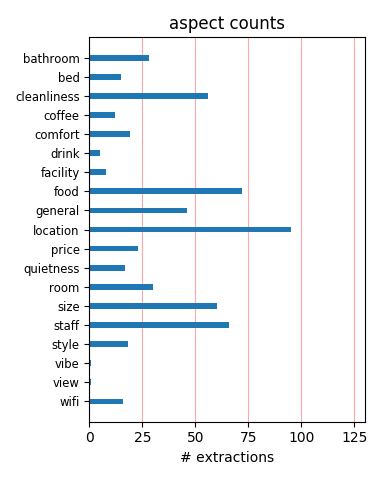 aspect counts
bathroom
bed
cleanliness
coffee
comfort
drink
facility
food
general
location
price
quietness
room
size
staff
style
vibe
view
wifi
0 25 50 75 100 125
# extractions